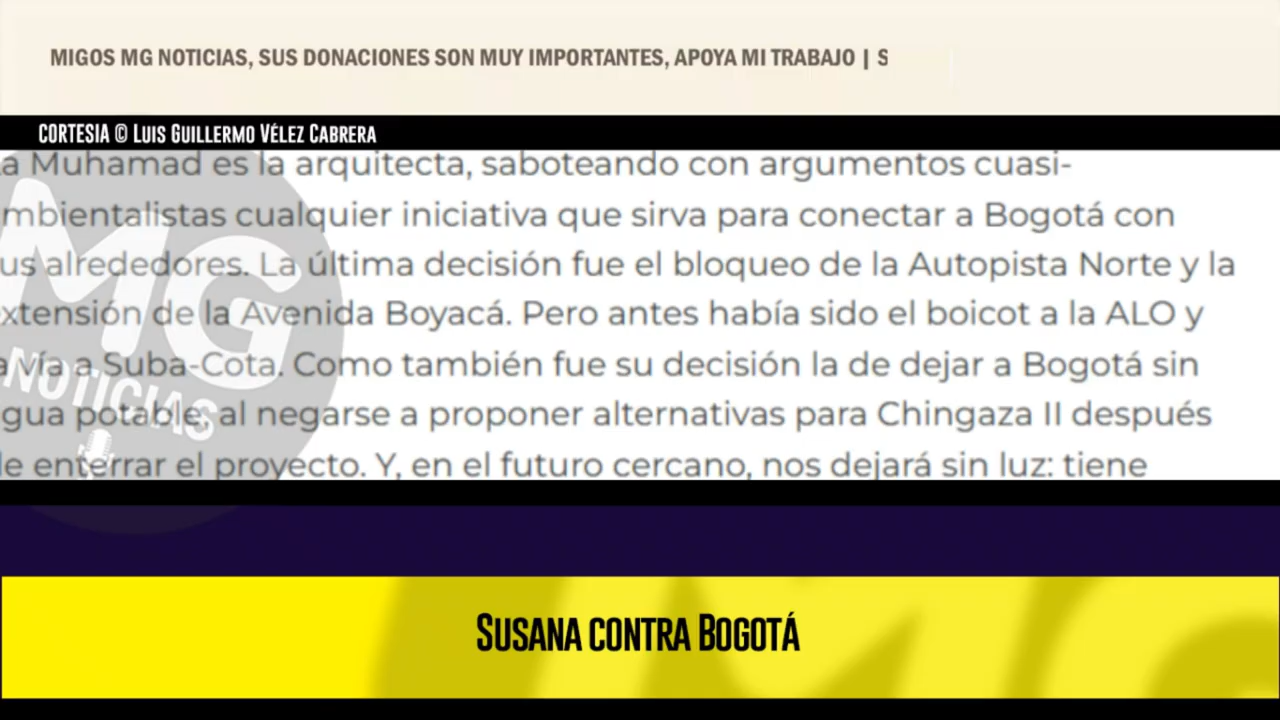 MIGOS MG NOTICIAS, SUS DONACIONES SON MUY IMPORTANTES, APOYA MI TRABAJO | S
CORTESIA © Luis Guillermo Vélez Cabrera
a Muhamad es la arquitecta, saboteando con argumentos cuasi-
mbientalistas cualquier iniciativa que sirva para conectar a Bogotá con
us alrededores. La última decisión fue el bloqueo de la Autopista Norte y la
xtensión de la Avenida Boyacá. Pero antes había sido el boicot a la ALO y
a vía a Suba-Cota. Como también fue su decisión la de dejar a Bogotá sin
gua potable, al negarse a proponer alternativas para Chingaza II después
le enterrar el proyecto. Y, en el futuro cercano, nos dejará sin luz: tiene
MG
NOTICIAS
Susana contra Bogotá